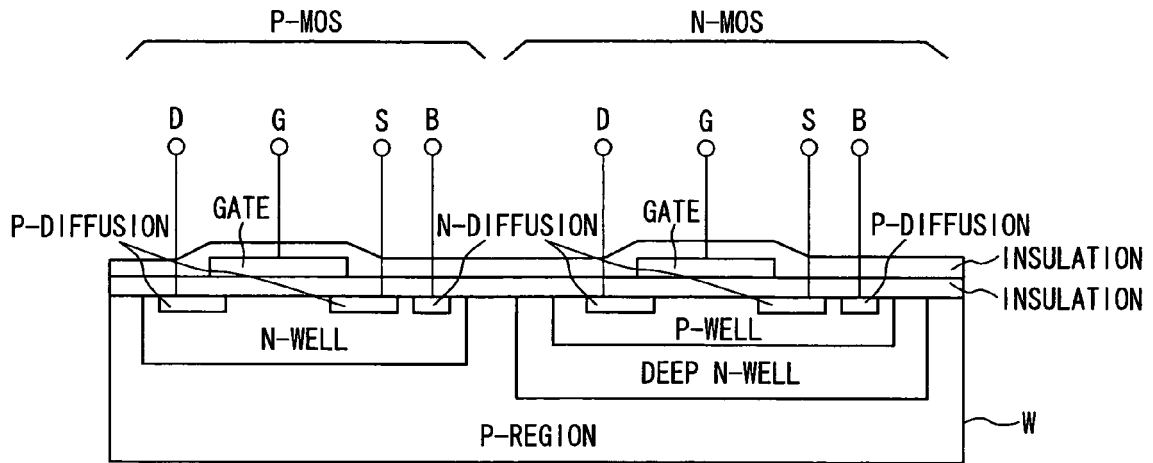 P-MOS N-MOS
D G S B D G S B
P-DIFFUSION GATE N-DIFFUSION GATE P-DIFFUSION
INSULATION
INSULATION
N-WELL P-WELL
DEEP N-WELL
P-REGION W